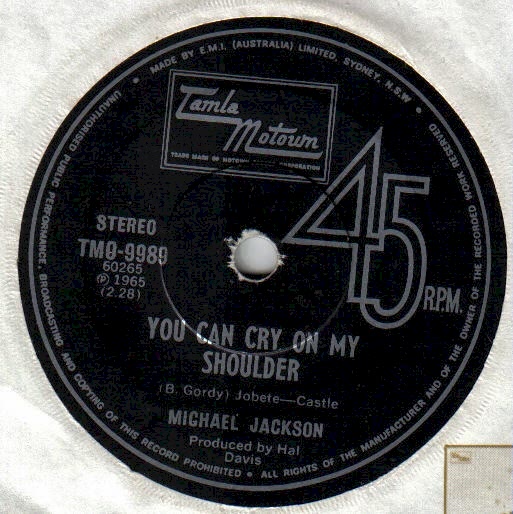 MADE BY E.M.I. (AUSTRALIA) LIMITED, SYDNEY, N.S.W.
Tamla
Motown
TRADE MARK OF MOTOWN CORPORATION
45
R.P.M.
STEREO
TMO-9989
60265
℗ 1965
(2.28)
YOU CAN CRY ON MY
SHOULDER
(B. Gordy) Jobete—Castle
MICHAEL JACKSON
Produced by Hal
Davis
UNAUTHORISED PUBLIC PERFORMANCE, BROADCASTING AND COPYING OF THIS RECORD PROHIBITED • ALL RIGHTS OF THE MANUFACTURER AND OF THE OWNER OF THE RECORDED WORK RESERVED